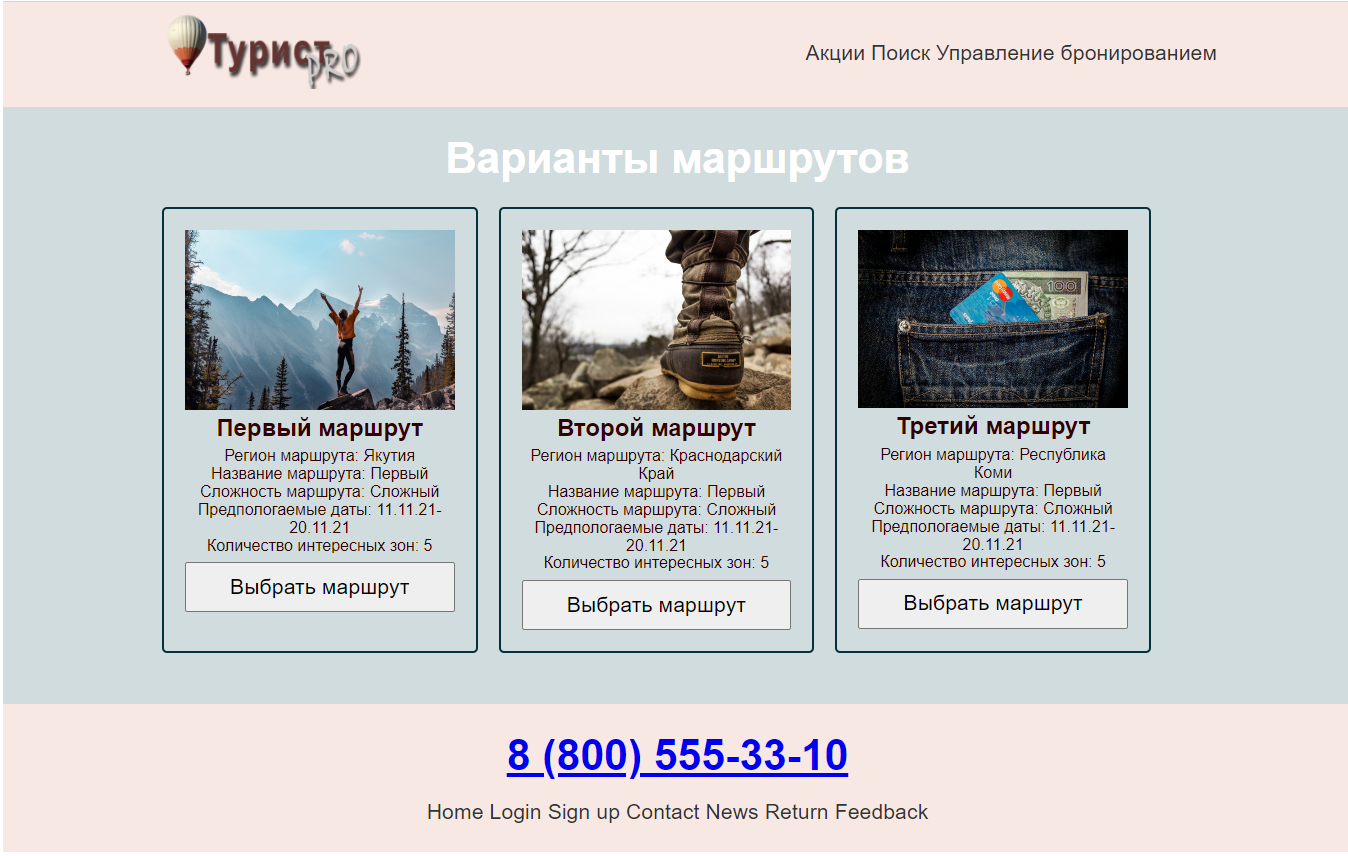 Турист PRO
Акции Поиск Управление бронированием
Варианты маршрутов
Первый маршрут
Регион маршрута: Якутия
Название маршрута: Первый
Сложность маршрута: Сложный
Предпологаемые даты: 11.11.21-
20.11.21
Количество интересных зон: 5
Выбрать маршрут
Второй маршрут
Регион маршрута: Краснодарский
Край
Название маршрута: Первый
Сложность маршрута: Сложный
Предпологаемые даты: 11.11.21-
20.11.21
Количество интересных зон: 5
Выбрать маршрут
100
Третий маршрут
Регион маршрута: Республика
Коми
Название маршрута: Первый
Сложность маршрута: Сложный
Предпологаемые даты: 11.11.21-
20.11.21
Количество интересных зон: 5
Выбрать маршрут
8 (800) 555-33-10
Home Login Sign up Contact News Return Feedback